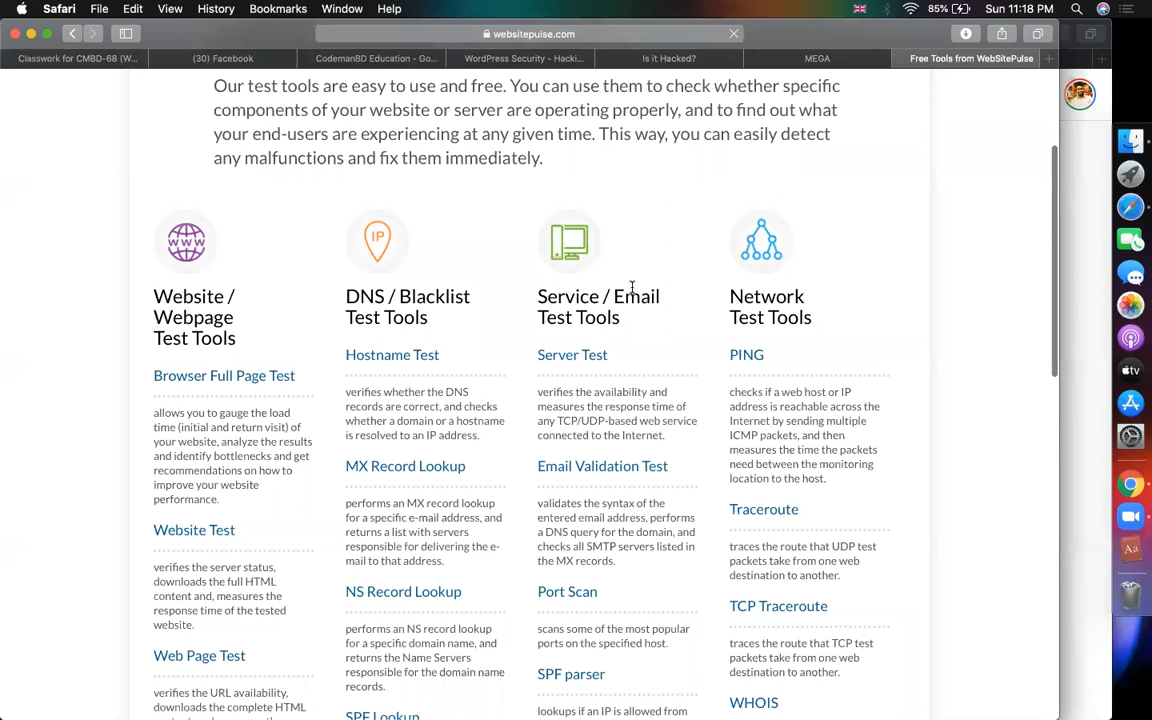 Safari File Edit View History Bookmarks Window Help 85% Sun 11:18 PM
websitepulse.com
Classwork for CMBD-68 (W... (30) Facebook CodemanBD Education - Go... WordPress Security - Hacki... Is it Hacked? MEGA Free Tools from WebSitePulse
Our test tools are easy to use and free. You can use them to check whether specific
components of your website or server are operating properly, and to find out what
your end-users are experiencing at any given time. This way, you can easily detect
any malfunctions and fix them immediately.
WWW
Website /
Webpage
Test Tools
Browser Full Page Test
allows you to gauge the load
time (initial and return visit) of
your website, analyze the results
and identify bottlenecks and get
recommendations on how to
improve your website
performance.
Website Test
verifies the server status,
downloads the full HTML
content and, measures the
response time of the tested
website.
Web Page Test
verifies the URL availability,
downloads the complete HTML
IP
DNS / Blacklist
Test Tools
Hostname Test
verifies whether the DNS
records are correct, and checks
whether a domain or a hostname
is resolved to an IP address.
MX Record Lookup
performs an MX record lookup
for a specific e-mail address, and
returns a list with servers
responsible for delivering the e-
mail to that address.
NS Record Lookup
performs an NS record lookup
for a specific domain name, and
returns the Name Servers
responsible for the domain name
records.
SPF Lookup
Service / Email
Test Tools
Server Test
verifies the availability and
measures the response time of
any TCP/UDP-based web service
connected to the Internet.
Email Validation Test
validates the syntax of the
entered email address, performs
a DNS query for the domain, and
checks all SMTP servers listed in
the MX records.
Port Scan
scans some of the most popular
ports on the specified host.
SPF parser
lookups if an IP is allowed from
Network
Test Tools
PING
checks if a web host or IP
address is reachable across the
Internet by sending multiple
ICMP packets, and then
measures the time the packets
need between the monitoring
location to the host.
Traceroute
traces the route that UDP test
packets take from one web
destination to another.
TCP Traceroute
traces the route that TCP test
packets take from one web
destination to another.
WHOIS
tv
Aa